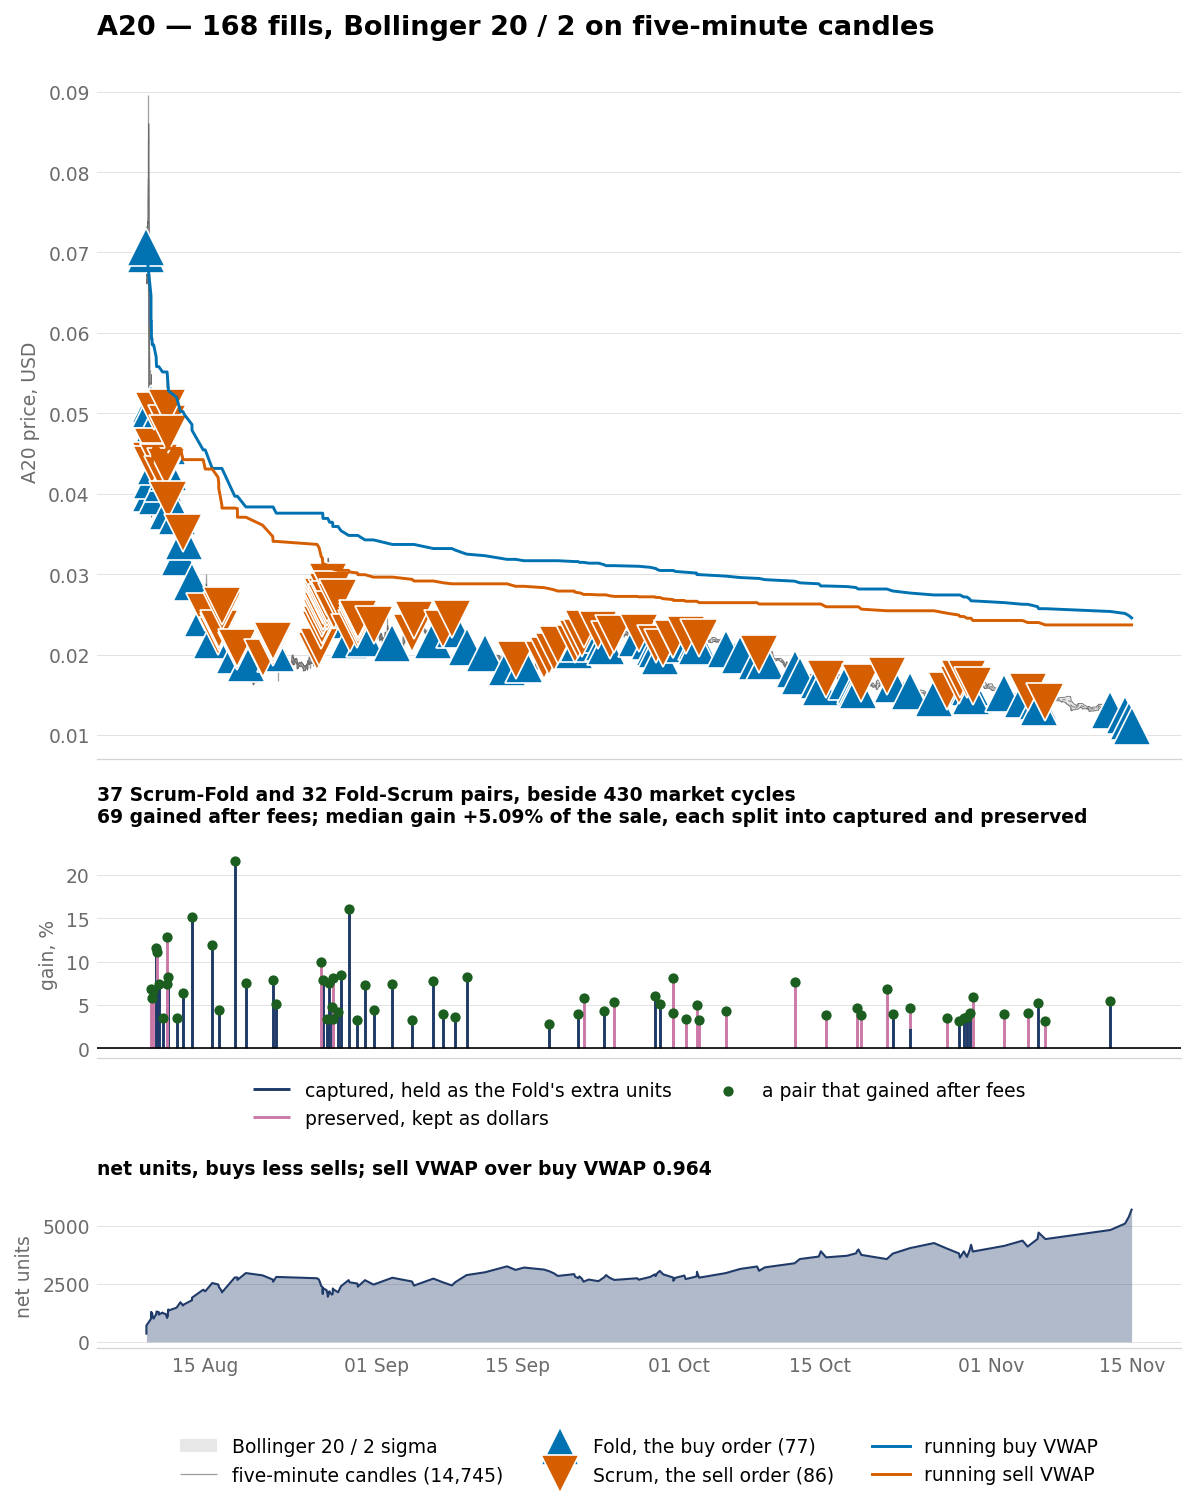 A20 — 168 fills, Bollinger 20 / 2 on five-minute candles
0.09
0.08
0.07
0.06
0.05
0.04
0.03
0.02
0.01
A20 price, USD
37 Scrum-Fold and 32 Fold-Scrum pairs, beside 430 market cycles
69 gained after fees; median gain +5.09% of the sale, each split into captured and preserved
20
15
10
5
0
gain, %
captured, held as the Fold's extra units
a pair that gained after fees
preserved, kept as dollars
net units, buys less sells; sell VWAP over buy VWAP 0.964
5000
2500
0
net units
15 Aug
01 Sep
15 Sep
01 Oct
15 Oct
01 Nov
15 Nov
Bollinger 20 / 2 sigma
Fold, the buy order (77)
running buy VWAP
five-minute candles (14,745)
Scrum, the sell order (86)
running sell VWAP